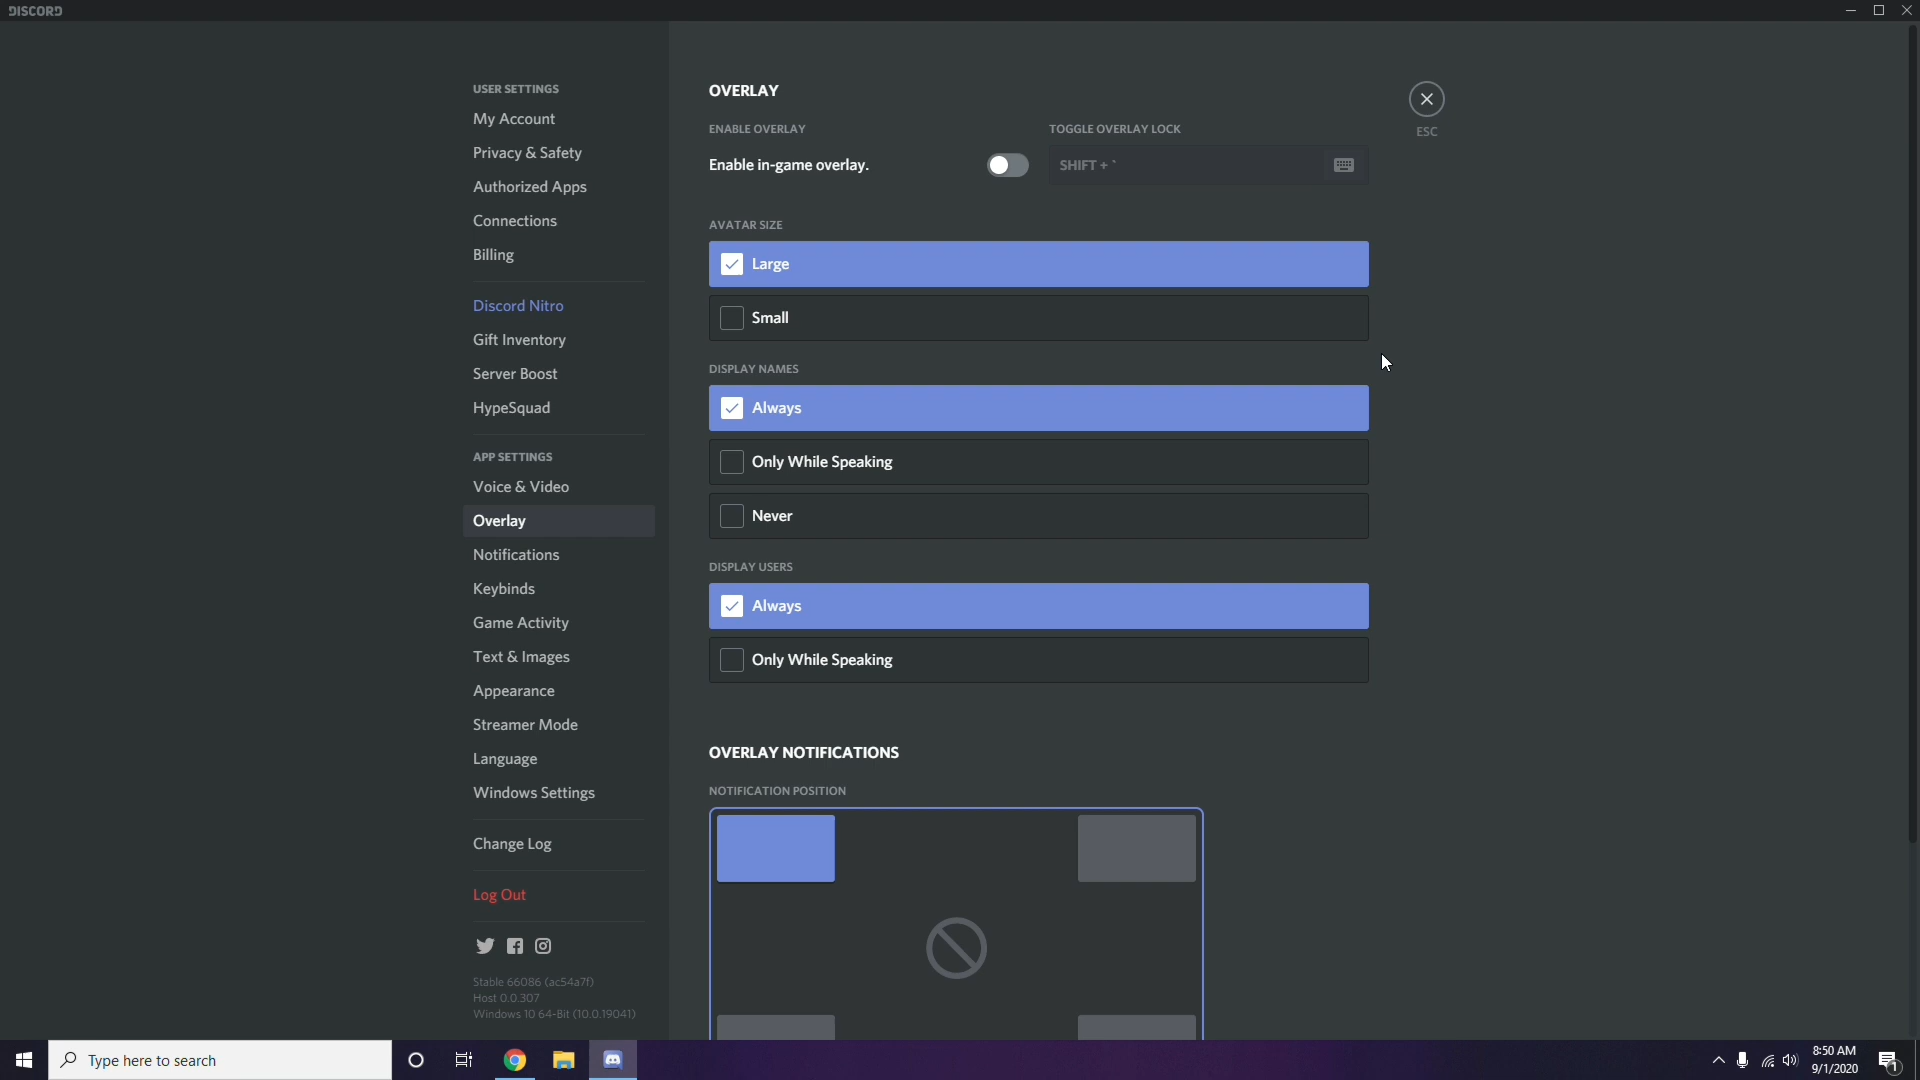 DISCORD
USER SETTINGS
My Account
Privacy & Safety
Authorized Apps
Connections
Billing
Discord Nitro
Gift Inventory
Server Boost
HypeSquad
APP SETTINGS
Voice & Video
Overlay
Notifications
Keybinds
Game Activity
Text & Images
Appearance
Streamer Mode
Language
Windows Settings
Change Log
Log Out
Stable 66086 (ac54a7f)
Host 0.0.307
Windows 10 64-Bit (10.0.19041)
OVERLAY
ENABLE OVERLAY
Enable in-game overlay.
TOGGLE OVERLAY LOCK
SHIFT + `
ESC
AVATAR SIZE
Large
Small
DISPLAY NAMES
Always
Only While Speaking
Never
DISPLAY USERS
Always
Only While Speaking
OVERLAY NOTIFICATIONS
NOTIFICATION POSITION
Type here to search
8:50 AM
9/1/2020
1